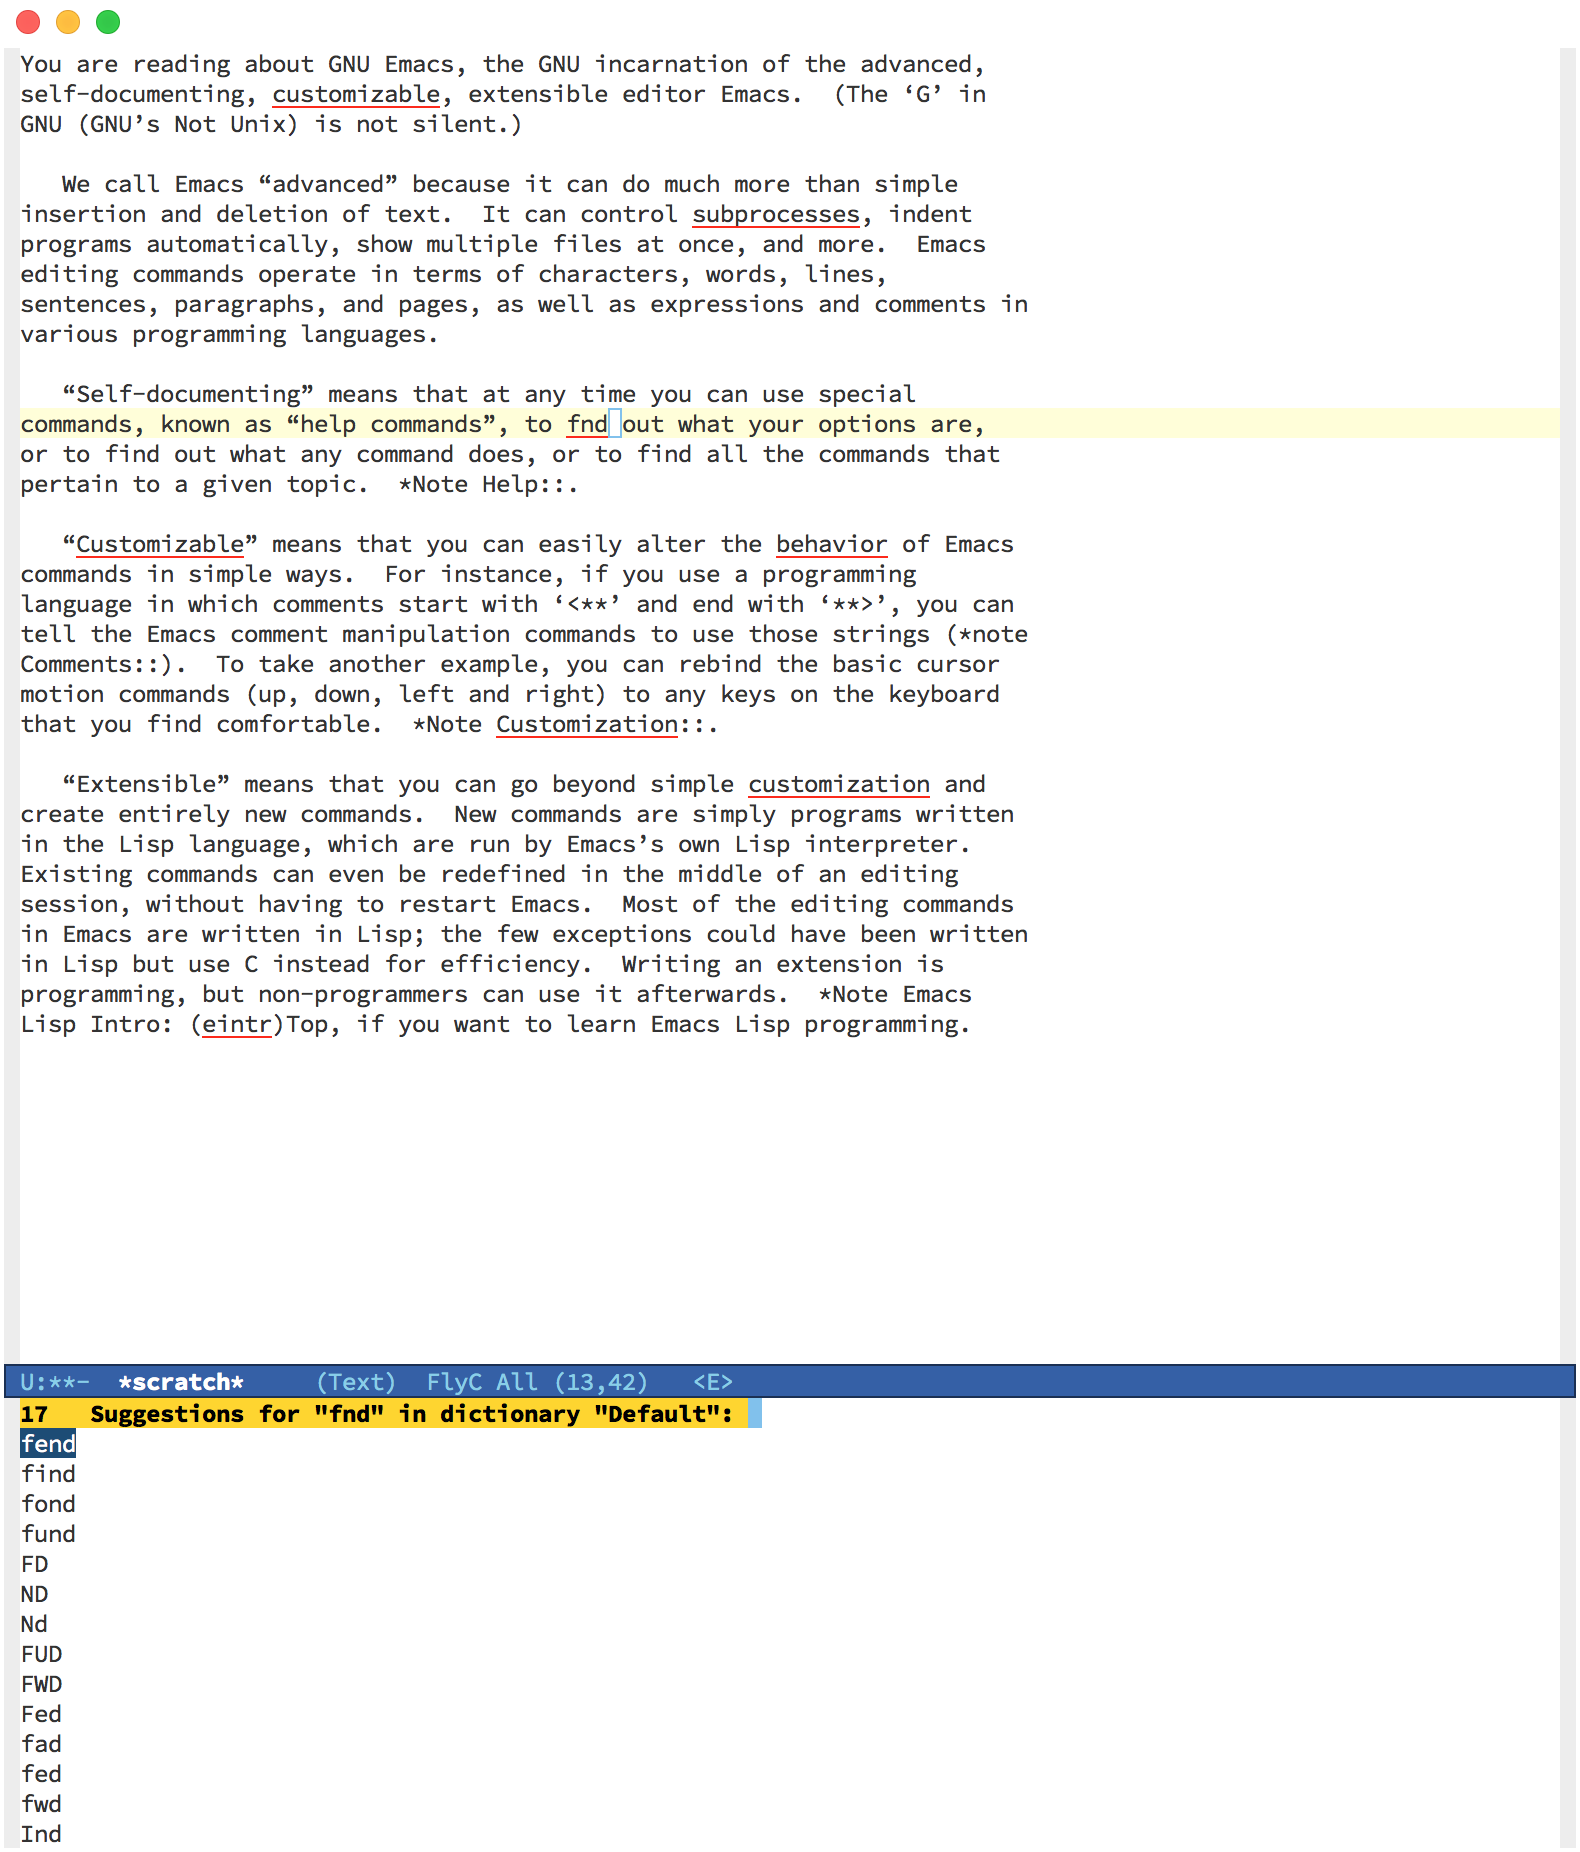 You are reading about GNU Emacs, the GNU incarnation of the advanced,
self-documenting, customizable, extensible editor Emacs.  (The ‘G’ in
GNU (GNU’s Not Unix) is not silent.)

   We call Emacs “advanced” because it can do much more than simple
insertion and deletion of text.  It can control subprocesses, indent
programs automatically, show multiple files at once, and more.  Emacs
editing commands operate in terms of characters, words, lines,
sentences, paragraphs, and pages, as well as expressions and comments in
various programming languages.

   “Self-documenting” means that at any time you can use special
commands, known as “help commands”, to fnd out what your options are,
or to find out what any command does, or to find all the commands that
pertain to a given topic.  *Note Help::.

   “Customizable” means that you can easily alter the behavior of Emacs
commands in simple ways.  For instance, if you use a programming
language in which comments start with ‘<**’ and end with ‘**>’, you can
tell the Emacs comment manipulation commands to use those strings (*note
Comments::).  To take another example, you can rebind the basic cursor
motion commands (up, down, left and right) to any keys on the keyboard
that you find comfortable.  *Note Customization::.

   “Extensible” means that you can go beyond simple customization and
create entirely new commands.  New commands are simply programs written
in the Lisp language, which are run by Emacs’s own Lisp interpreter.
Existing commands can even be redefined in the middle of an editing
session, without having to restart Emacs.  Most of the editing commands
in Emacs are written in Lisp; the few exceptions could have been written
in Lisp but use C instead for efficiency.  Writing an extension is
programming, but non-programmers can use it afterwards.  *Note Emacs
Lisp Intro: (eintr)Top, if you want to learn Emacs Lisp programming.

U:**-  *scratch*     (Text)  FlyC All (13,42)   <E>
17   Suggestions for "fnd" in dictionary "Default":
fend
find
fond
fund
FD
ND
Nd
FUD
FWD
Fed
fad
fed
fwd
Ind